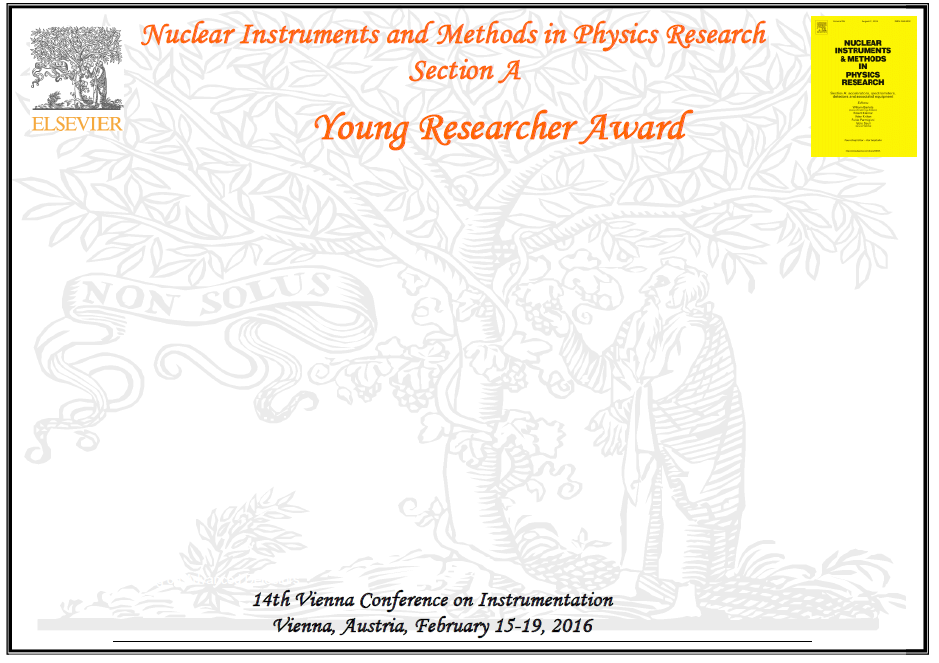 Nuclear Instruments and Methods in Physics Research
Section A
Young Researcher Award
ELSEVIER
NUCLEAR
INSTRUMENTS
& METHODS
IN
PHYSICS
RESEARCH
NON SOLUS
14th Vienna Conference on Instrumentation
Vienna, Austria, February 15-19, 2016